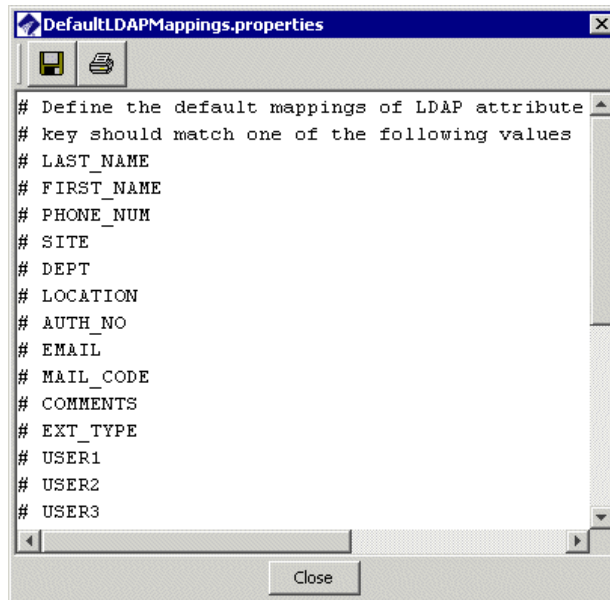 DefaultLDAPMappings.properties
# Define the default mappings of LDAP attribute
# key should match one of the following values
# LAST_NAME
# FIRST_NAME
# PHONE_NUM
# SITE
# DEPT
# LOCATION
# AUTH_NO
# EMAIL
# MAIL_CODE
# COMMENTS
# EXT_TYPE
# USER1
# USER2
# USER3
Close